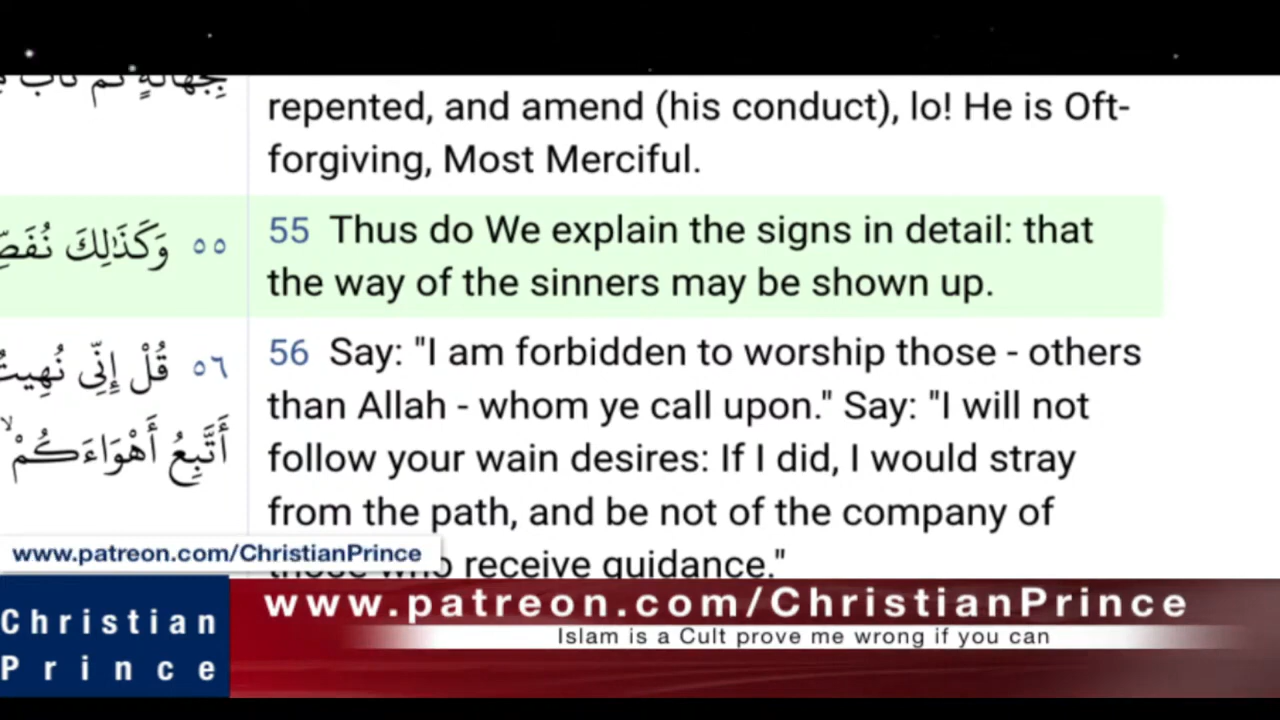 repented, and amend (his conduct), lo! He is Oft-
forgiving, Most Merciful.
٥٥ وَكَذَٰلِكَ
55 Thus do We explain the signs in detail: that
the way of the sinners may be shown up.
٥٦ قُلْ إِنِّي
56 Say: "I am forbidden to worship those - others
than Allah - whom ye call upon." Say: "I will not
أَتَّبِعُ أَهْوَاءَكُمْ ۙ
follow your wain desires: If I did, I would stray
from the path, and be not of the company of
those who receive guidance."
www.patreon.com/ChristianPrince
Christian
Prince
www.patreon.com/ChristianPrince
Islam is a Cult prove me wrong if you can